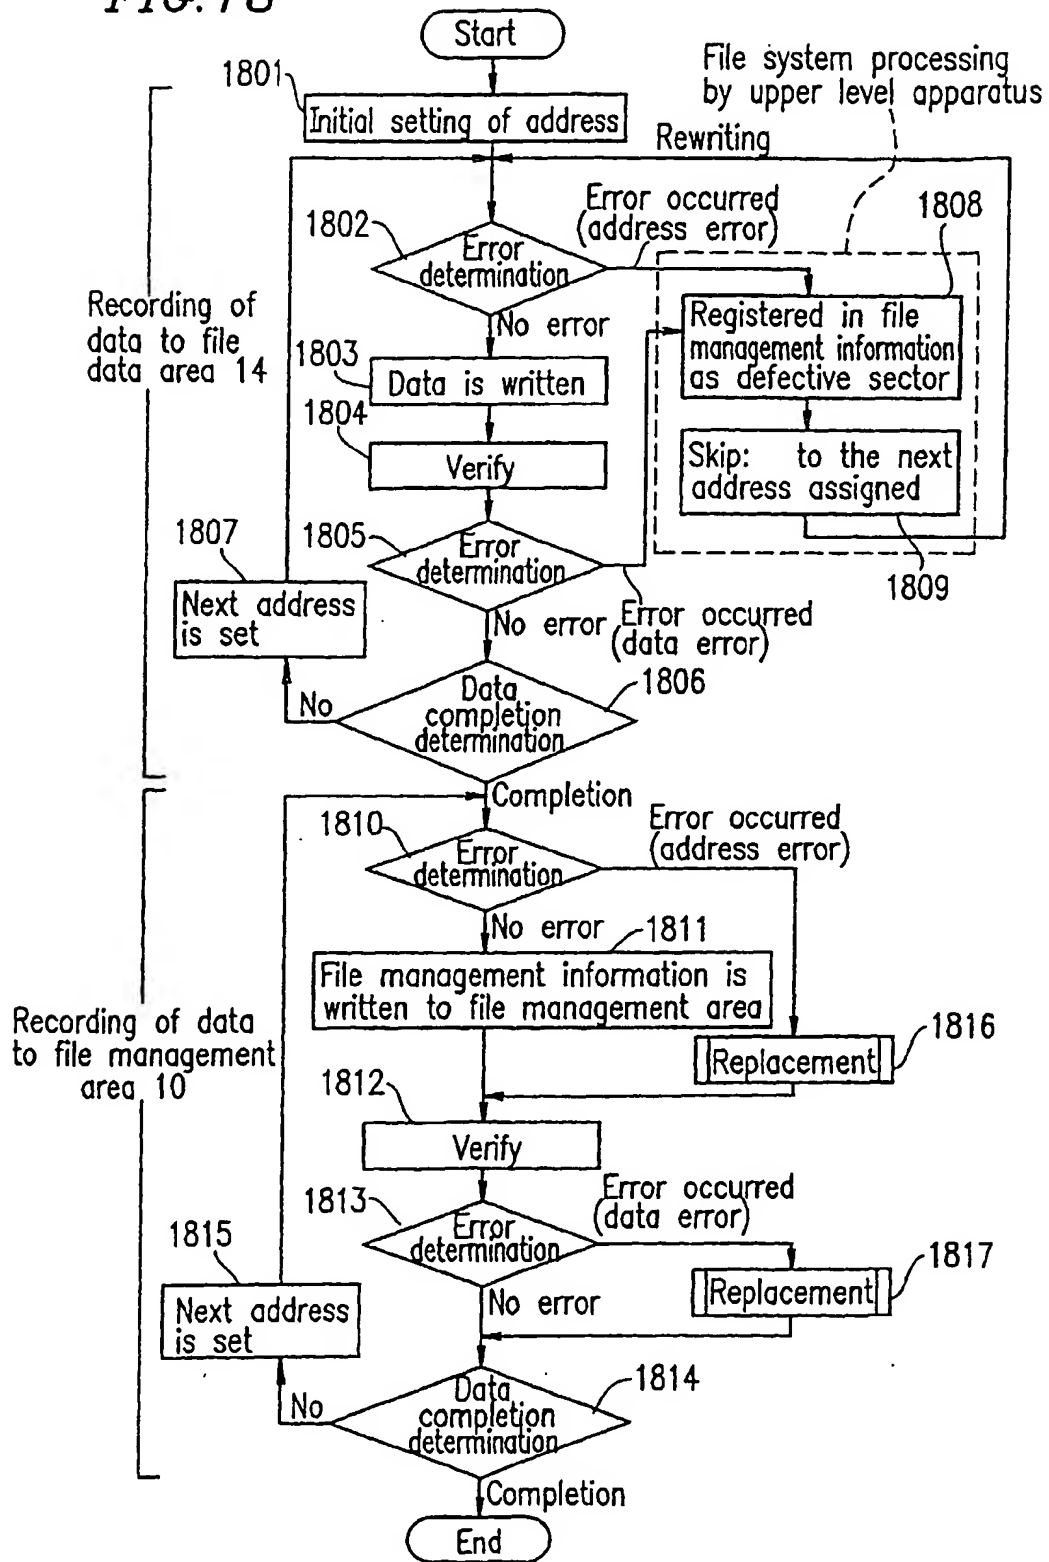 FIG. 18
Start
1801
Initial setting of address
File system processing
by upper level apparatus
Rewriting
Error occurred
(address error)
1802
Error
determination
1808
Recording of
data to file
data area 14
No error
Registered in file
management information
as defective sector
1803
Data is written
1804
Verify
Skip: to the next
address assigned
1805
Error
determination
1809
1807
Next address
is set
No error
Error occurred
(data error)
1806
No
Data
completion
determination
Completion
1810
Error
determination
Error occurred
(address error)
No error
1811
File management information is
written to file management area
Recording of data
to file management
area 10
1816
Replacement
1812
Verify
Error occurred
(data error)
1813
Error
determination
1815
1817
Replacement
Next address
is set
No error
1814
No
Data
completion
determination
Completion
End